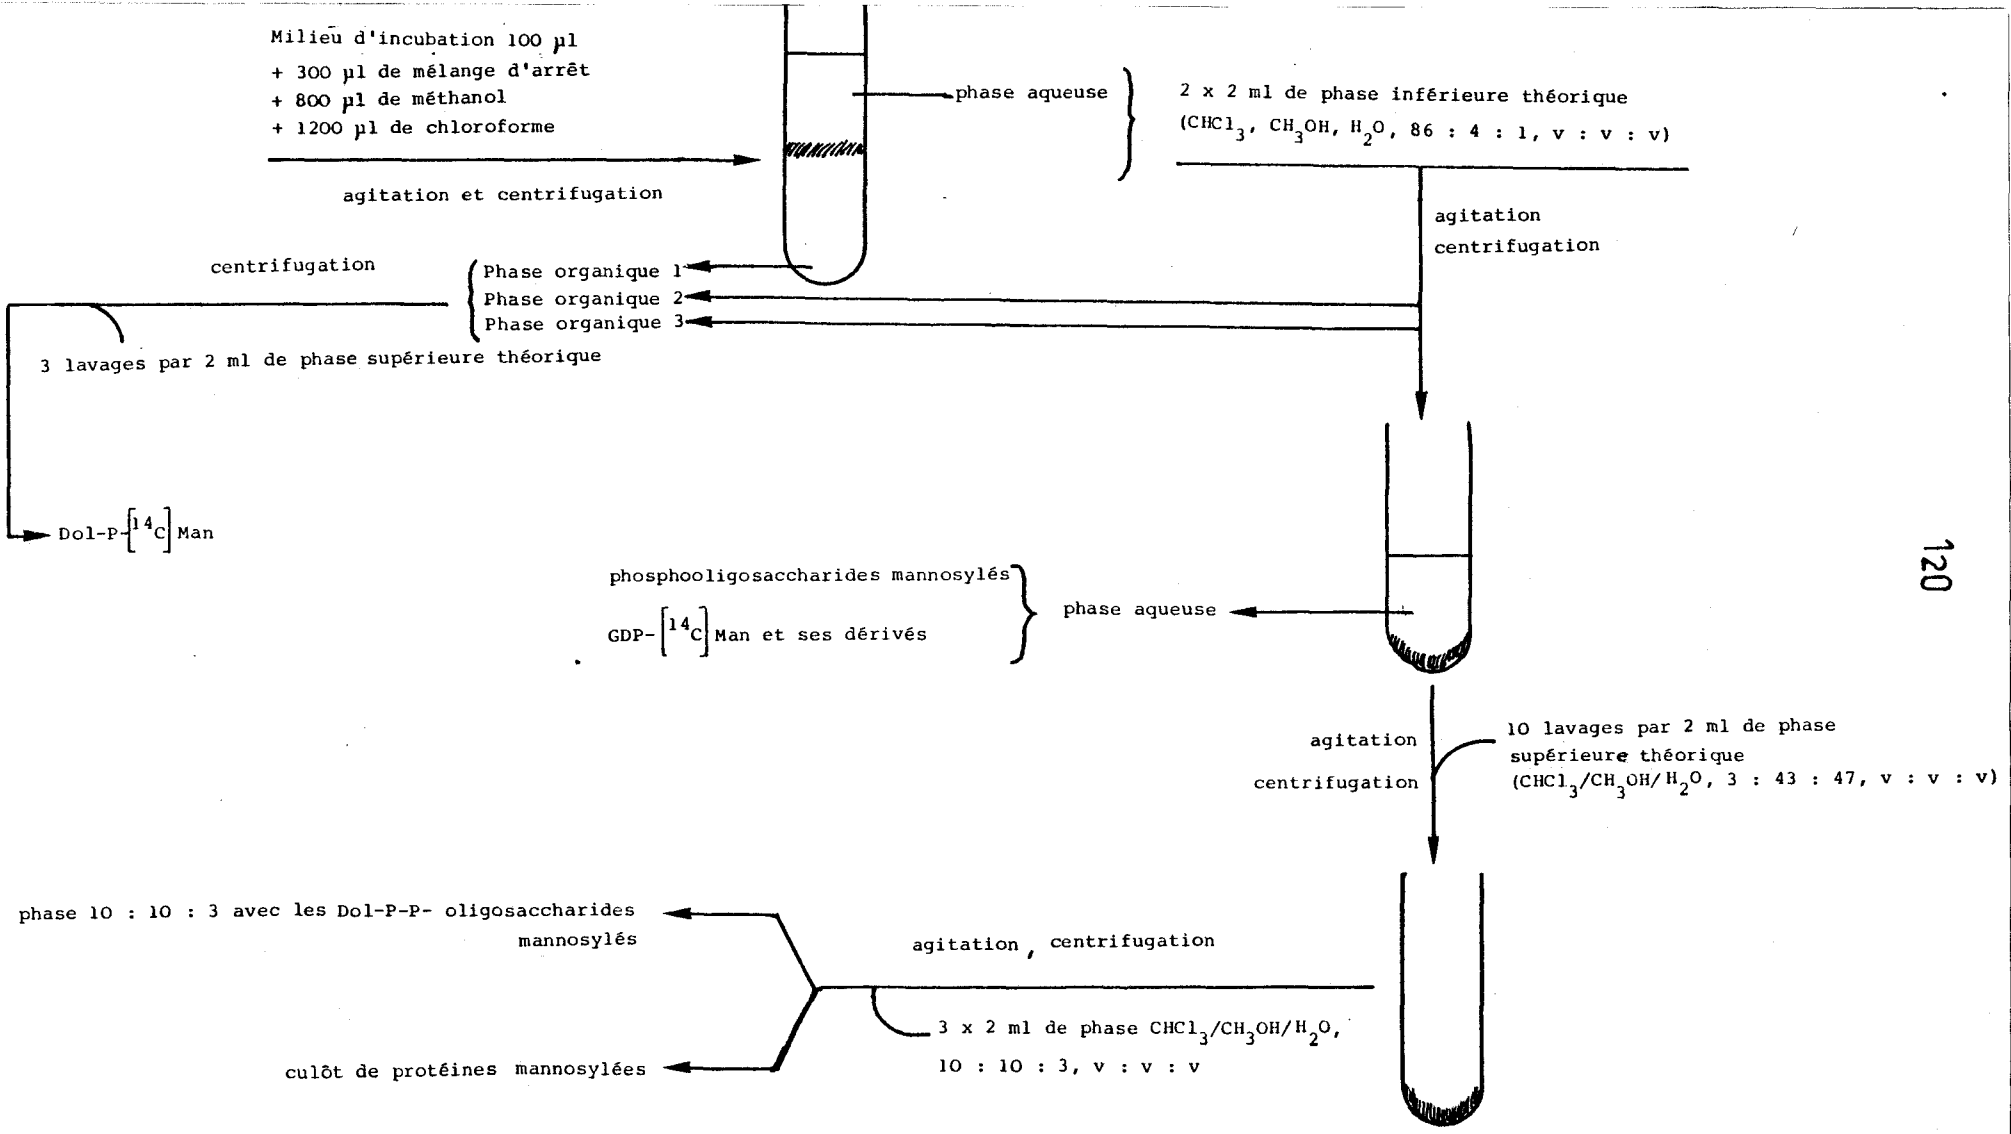 Milieu d'incubation 100 µl
+ 300 µl de mélange d'arrêt
+ 800 µl de méthanol
+ 1200 µl de chloroforme
agitation et centrifugation
phase aqueuse
2 x 2 ml de phase inférieure théorique
(CHCl3, CH3OH, H2O, 86 : 4 : 1, v : v : v)
agitation
centrifugation
centrifugation
Phase organique 1
Phase organique 2
Phase organique 3
3 lavages par 2 ml de phase supérieure théorique
Dol-P-[14C] Man
120
phosphooligosaccharides mannosylés
GDP-[14C] Man et ses dérivés
phase aqueuse
agitation
centrifugation
10 lavages par 2 ml de phase
supérieure théorique
(CHCl3/CH3OH/H2O, 3 : 43 : 47, v : v : v)
phase 10 : 10 : 3 avec les Dol-P-P- oligosaccharides
mannosylés
agitation, centrifugation
3 x 2 ml de phase CHCl3/CH3OH/H2O,
10 : 10 : 3, v : v : v
culôt de protéines mannosylées